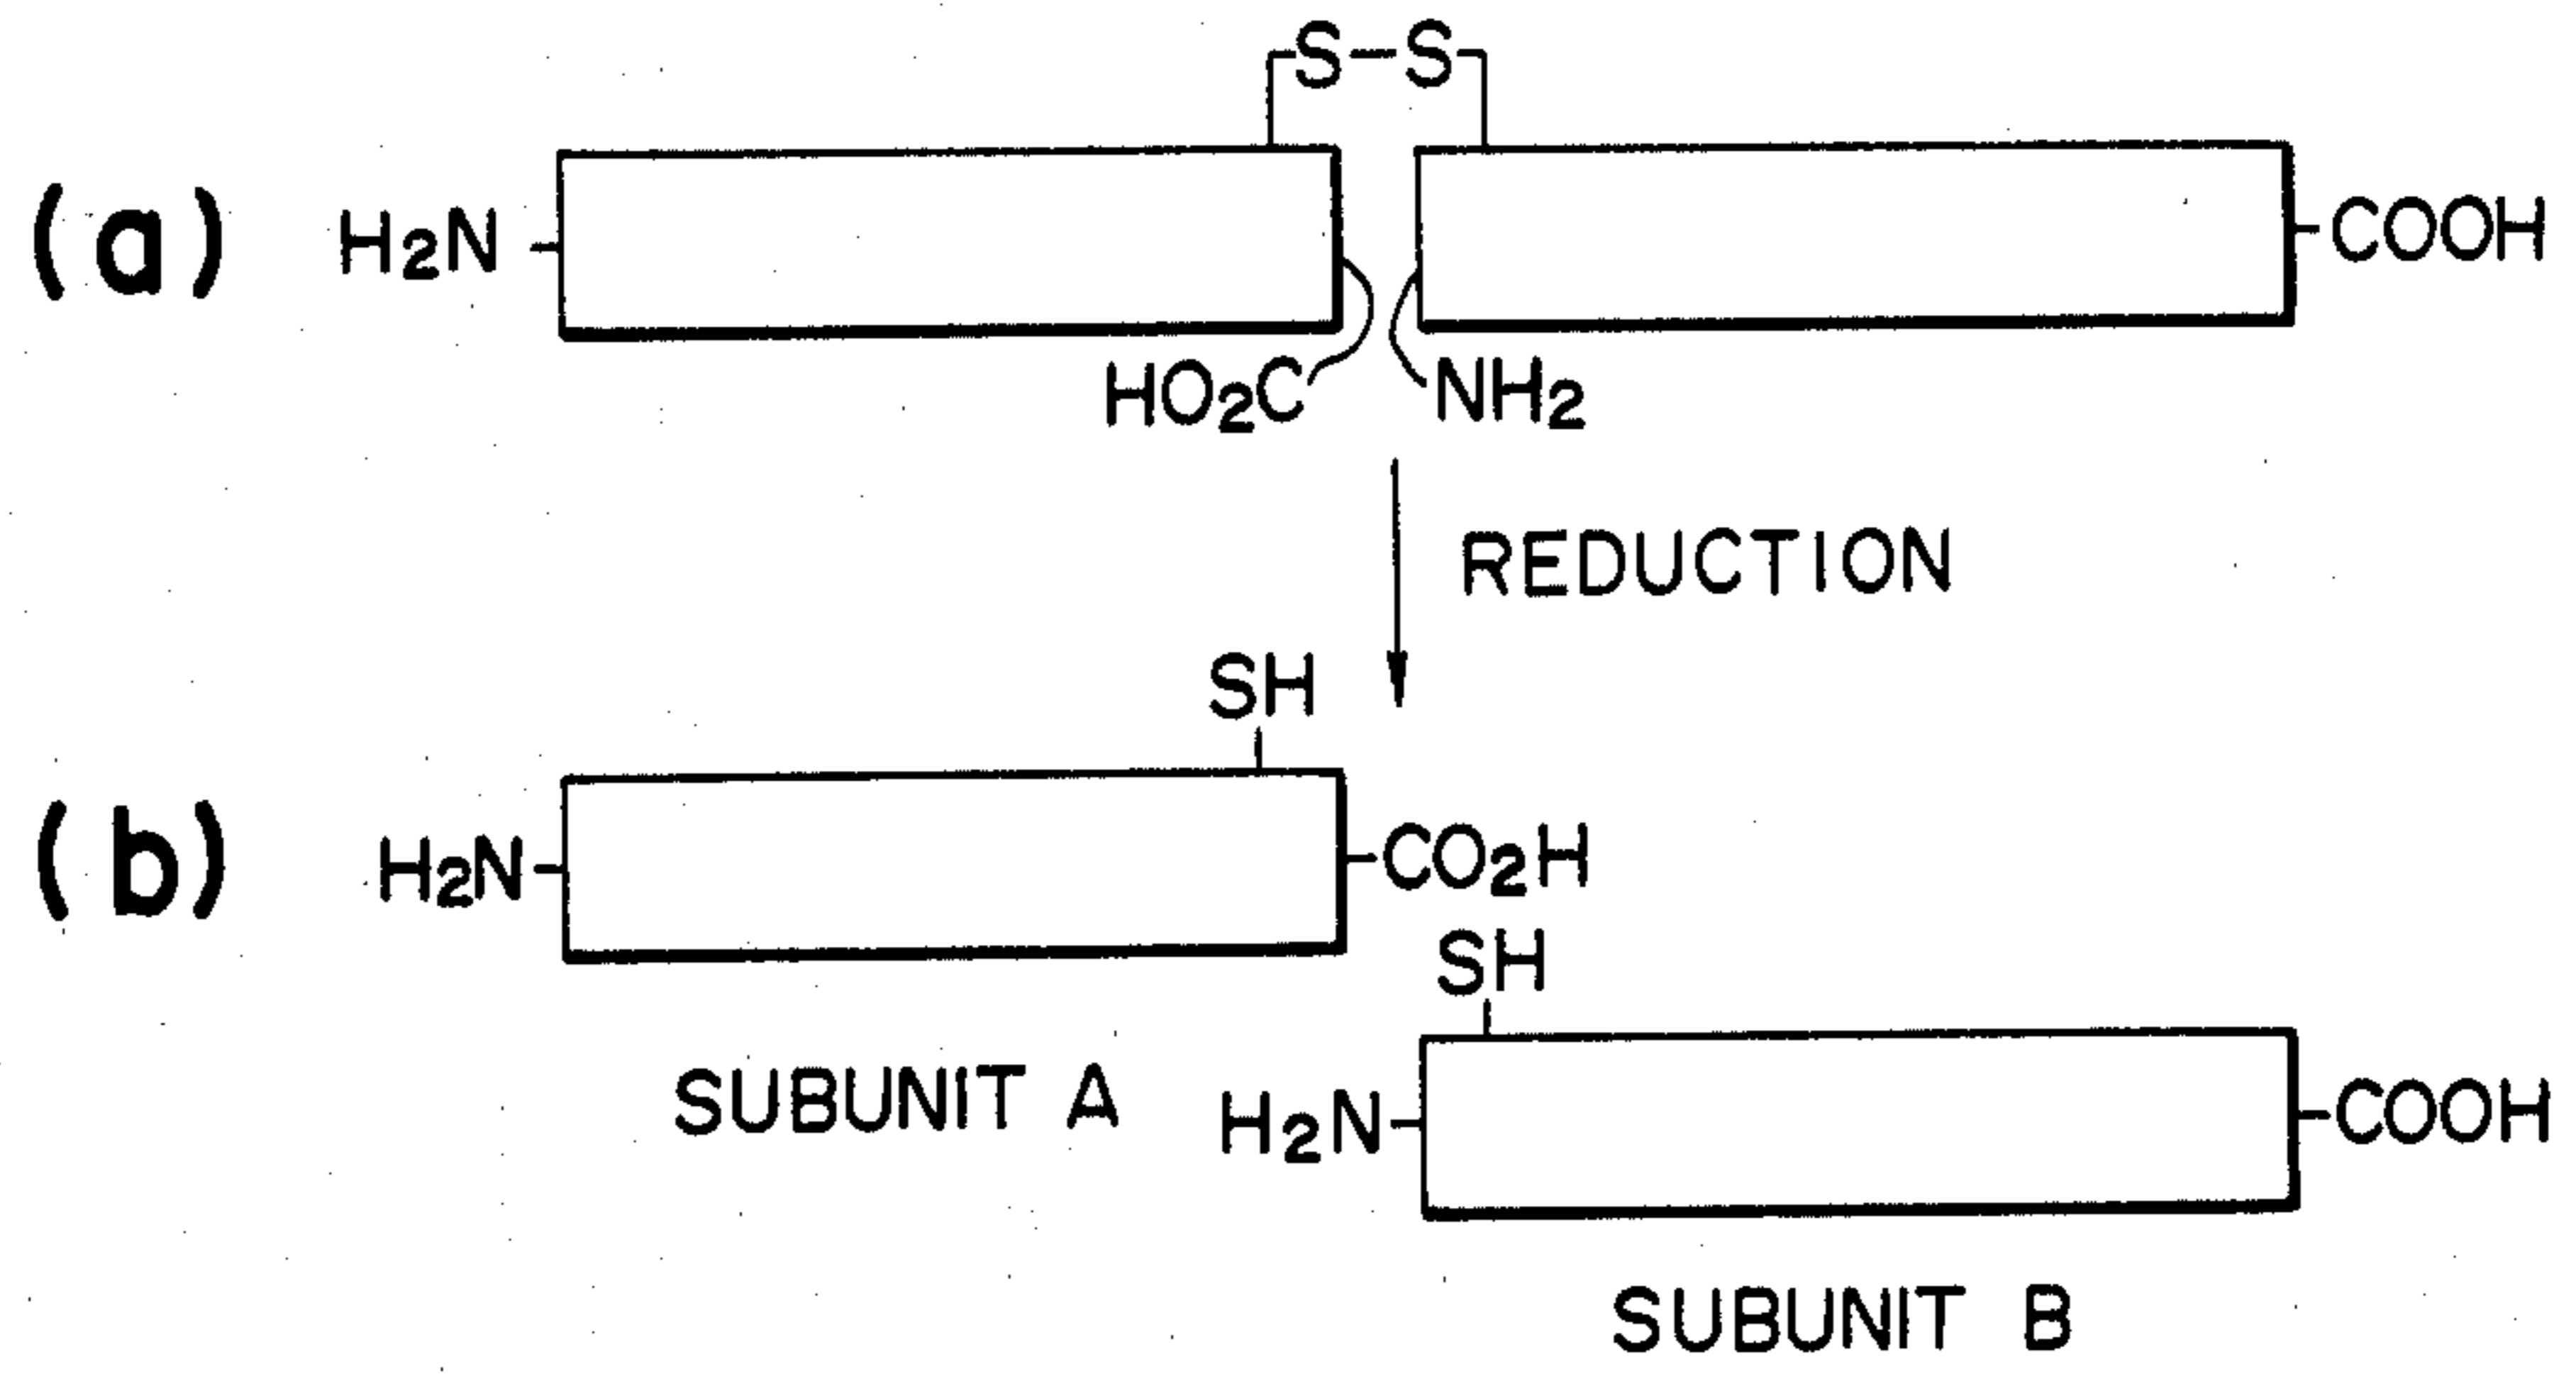 S-S
(a) H2N COOH
HO2C NH2
REDUCTION
SH
(b) H2N CO2H
SH
SUBUNIT A H2N COOH
SUBUNIT B